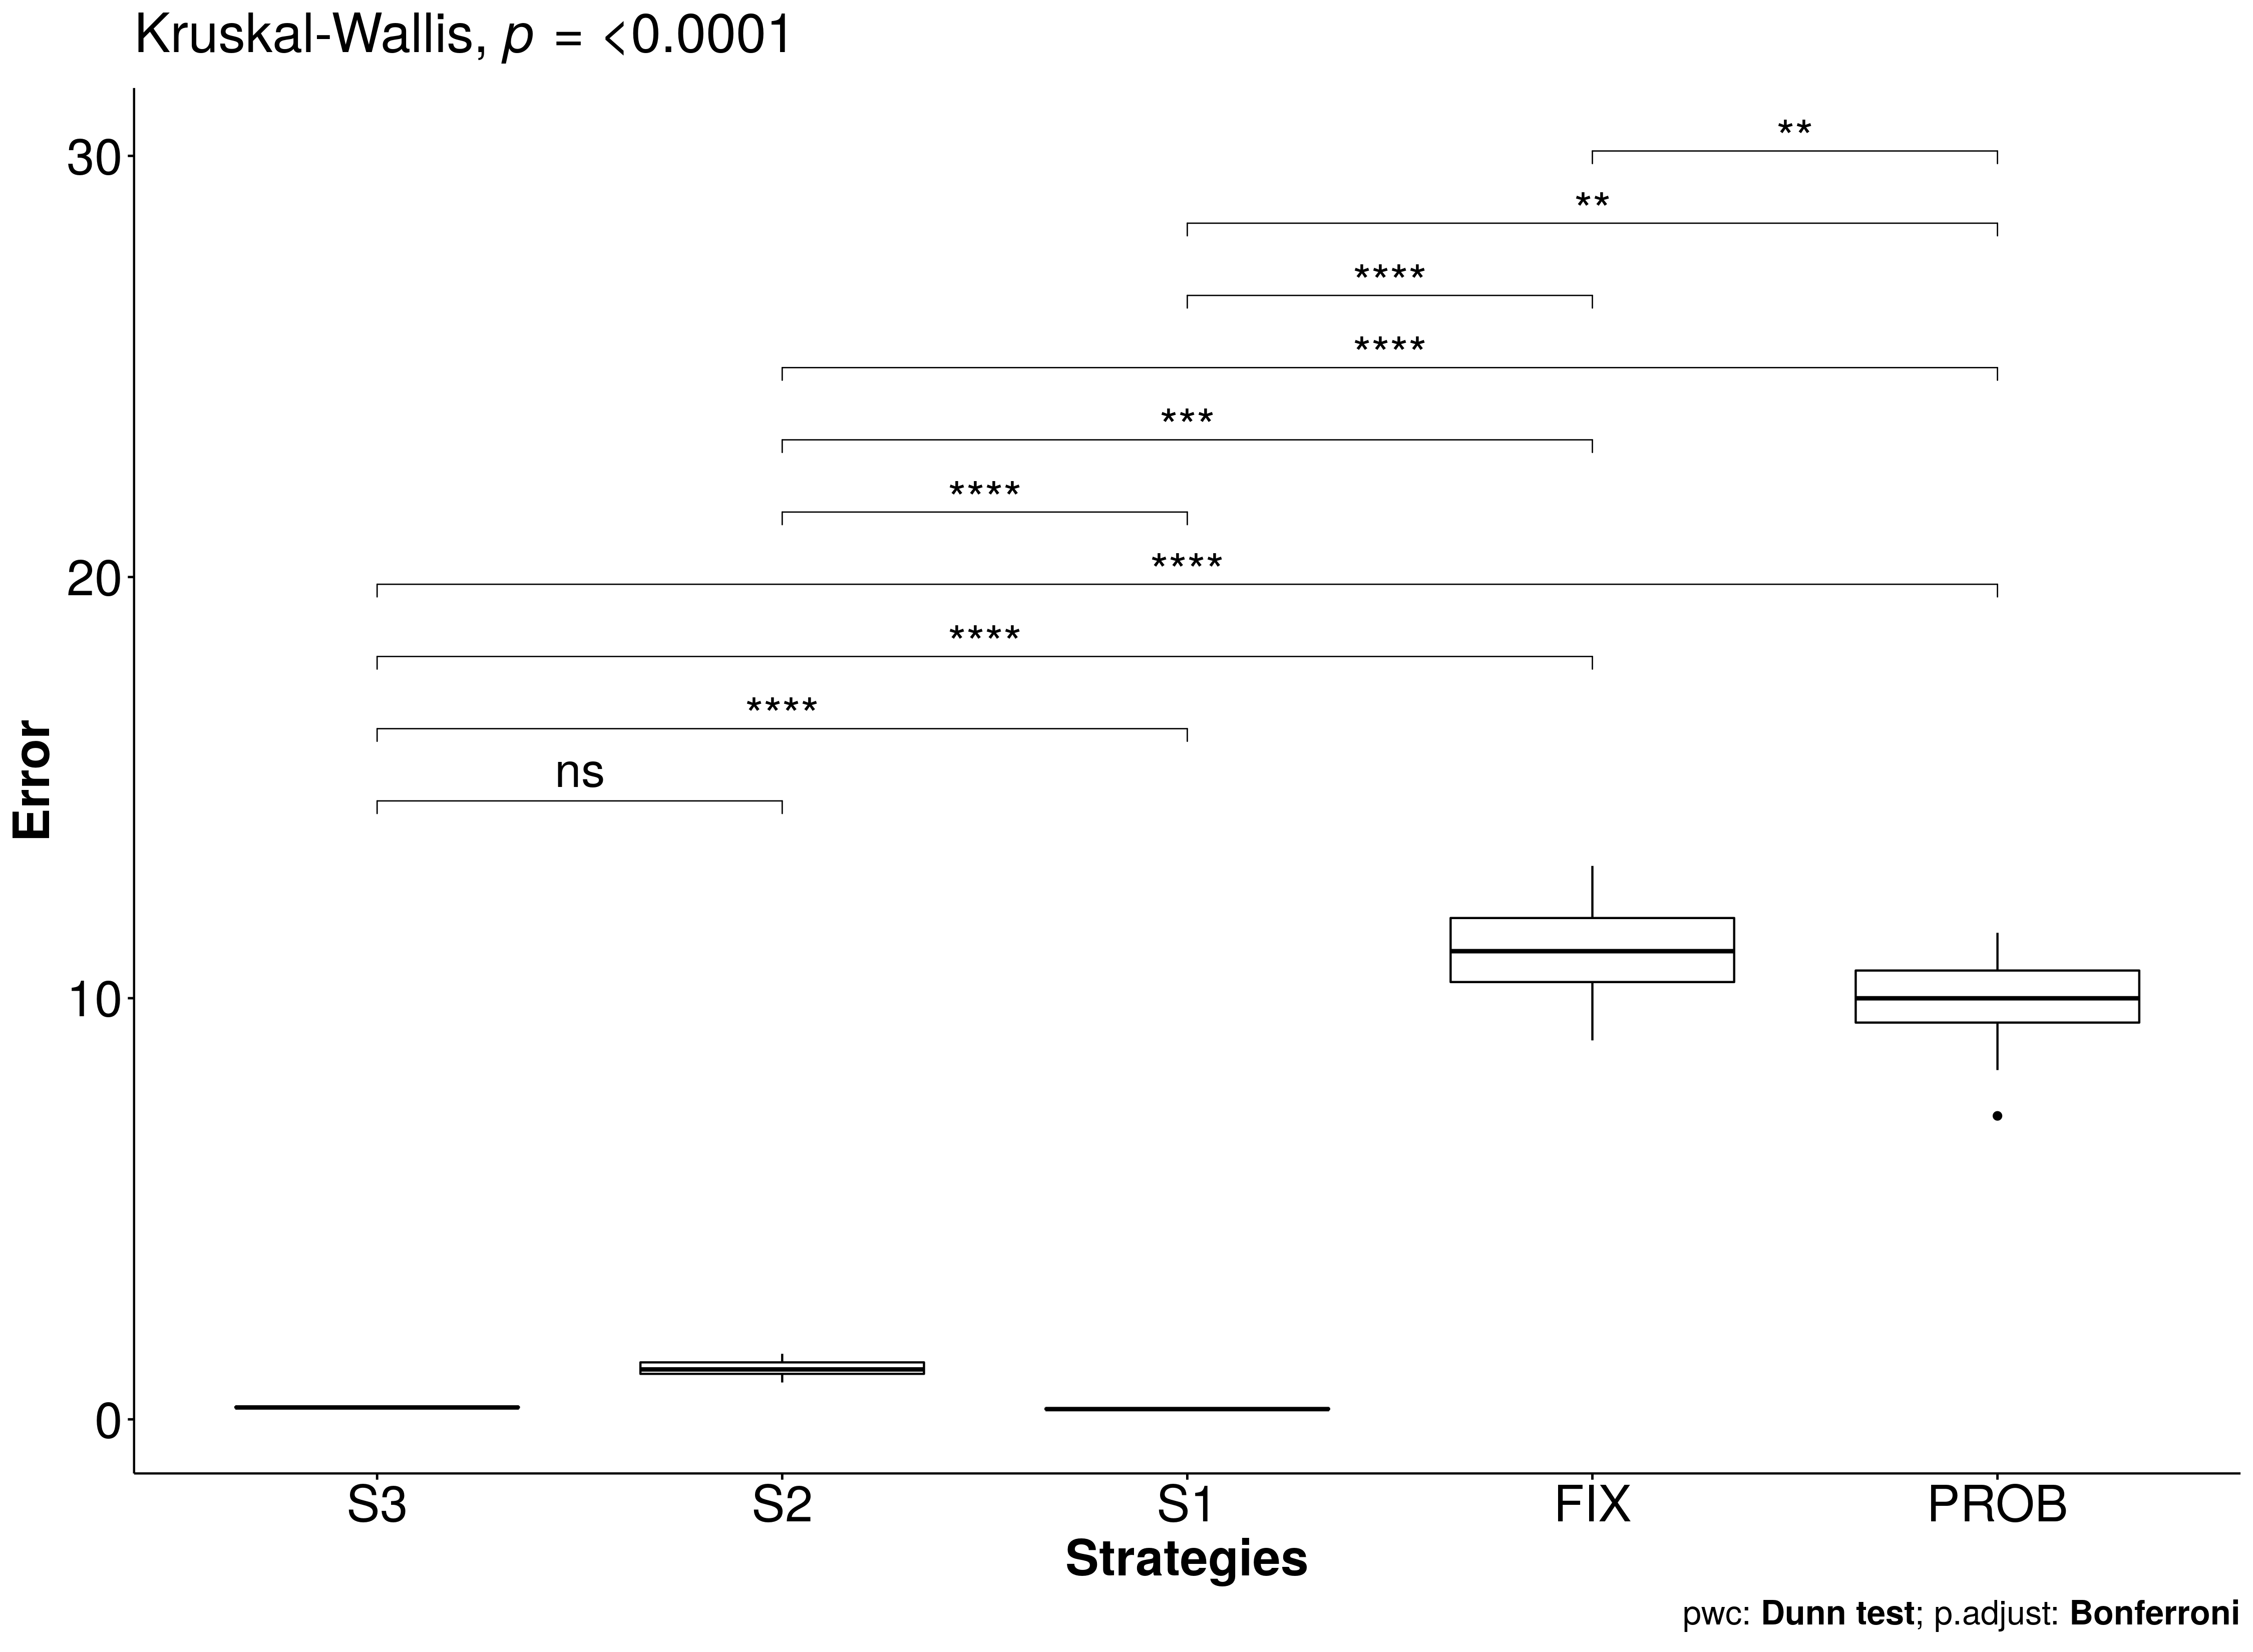 Kruskal-Wallis, p = <0.0001
30
20
10
0
Error
**
**
****
****
***
****
****
****
****
ns
S3 S2 S1 FIX PROB
Strategies
pwc: Dunn test; p.adjust: Bonferroni